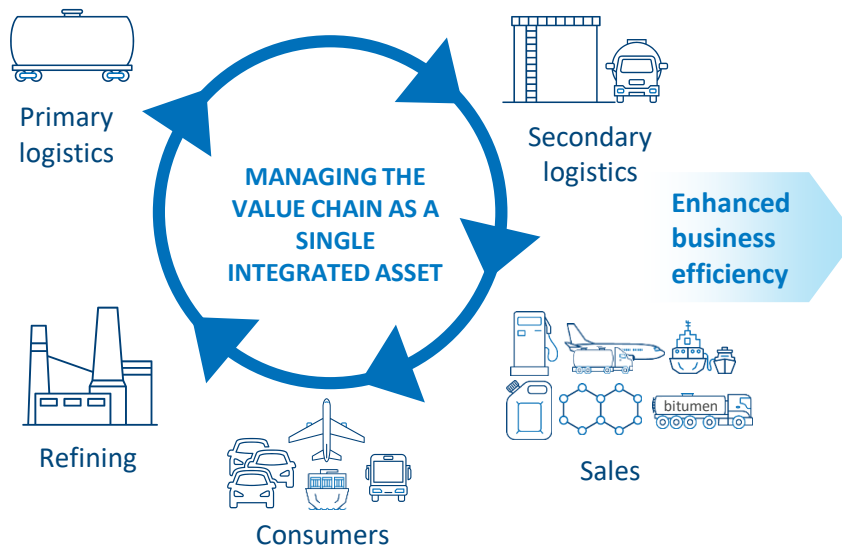 Primary
logistics
Secondary
logistics
MANAGING THE
VALUE CHAIN AS A
SINGLE
INTEGRATED ASSET
Enhanced
business
efficiency
bitumen
Refining
Sales
Consumers